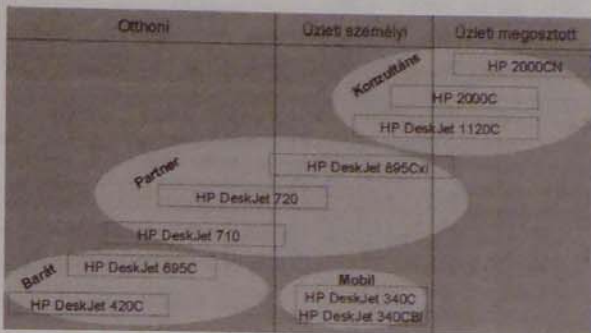 Otthoni
Üzleti személyi
Üzleti megosztott
Konzultáns
HP 2000CN
HP 2000C
HP DeskJet 1120C
Partner
HP DeskJet 895Cxi
HP DeskJet 720
HP DeskJet 710
Barát
HP DeskJet 695C
HP DeskJet 420C
Mobil
HP DeskJet 340C
HP DeskJet 340CBI